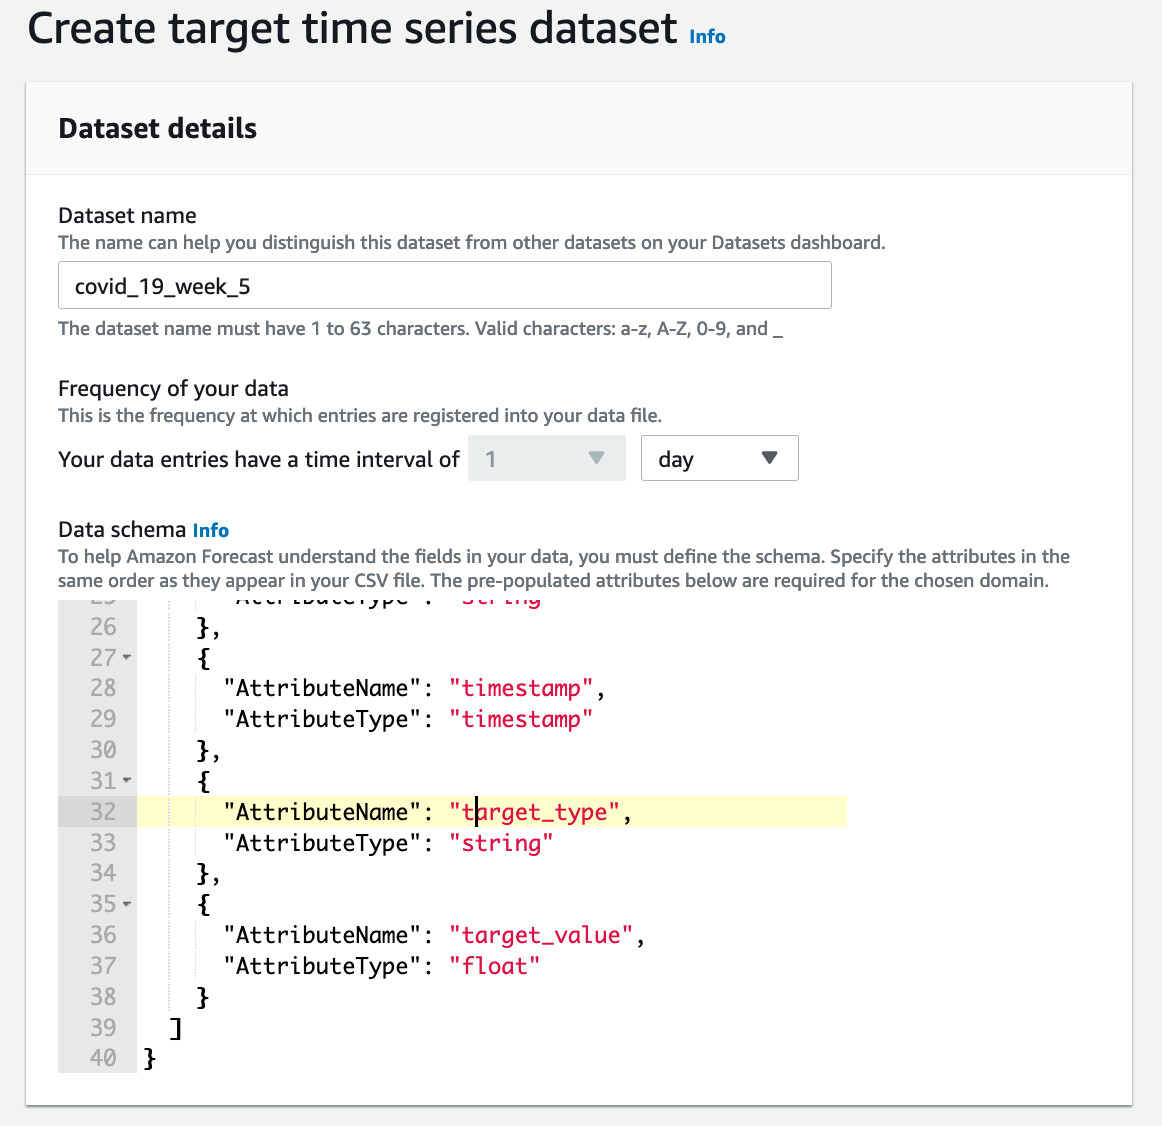 Create target time series dataset Info
Dataset details
Dataset name
The name can help you distinguish this dataset from other datasets on your Datasets dashboard.
covid_19_week_5
The dataset name must have 1 to 63 characters. Valid characters: a-z, A-Z, 0-9, and _
Frequency of your data
This is the frequency at which entries are registered into your data file.
Your data entries have a time interval of 1 day
Data schema Info
To help Amazon Forecast understand the fields in your data, you must define the schema. Specify the attributes in the
same order as they appear in your CSV file. The pre-populated attributes below are required for the chosen domain.
25 "AttributeType": "string"
26 },
27 {
28 "AttributeName": "timestamp",
29 "AttributeType": "timestamp"
30 },
31 {
32 "AttributeName": "target_type",
33 "AttributeType": "string"
34 },
35 {
36 "AttributeName": "target_value",
37 "AttributeType": "float"
38 }
39 ]
40 }